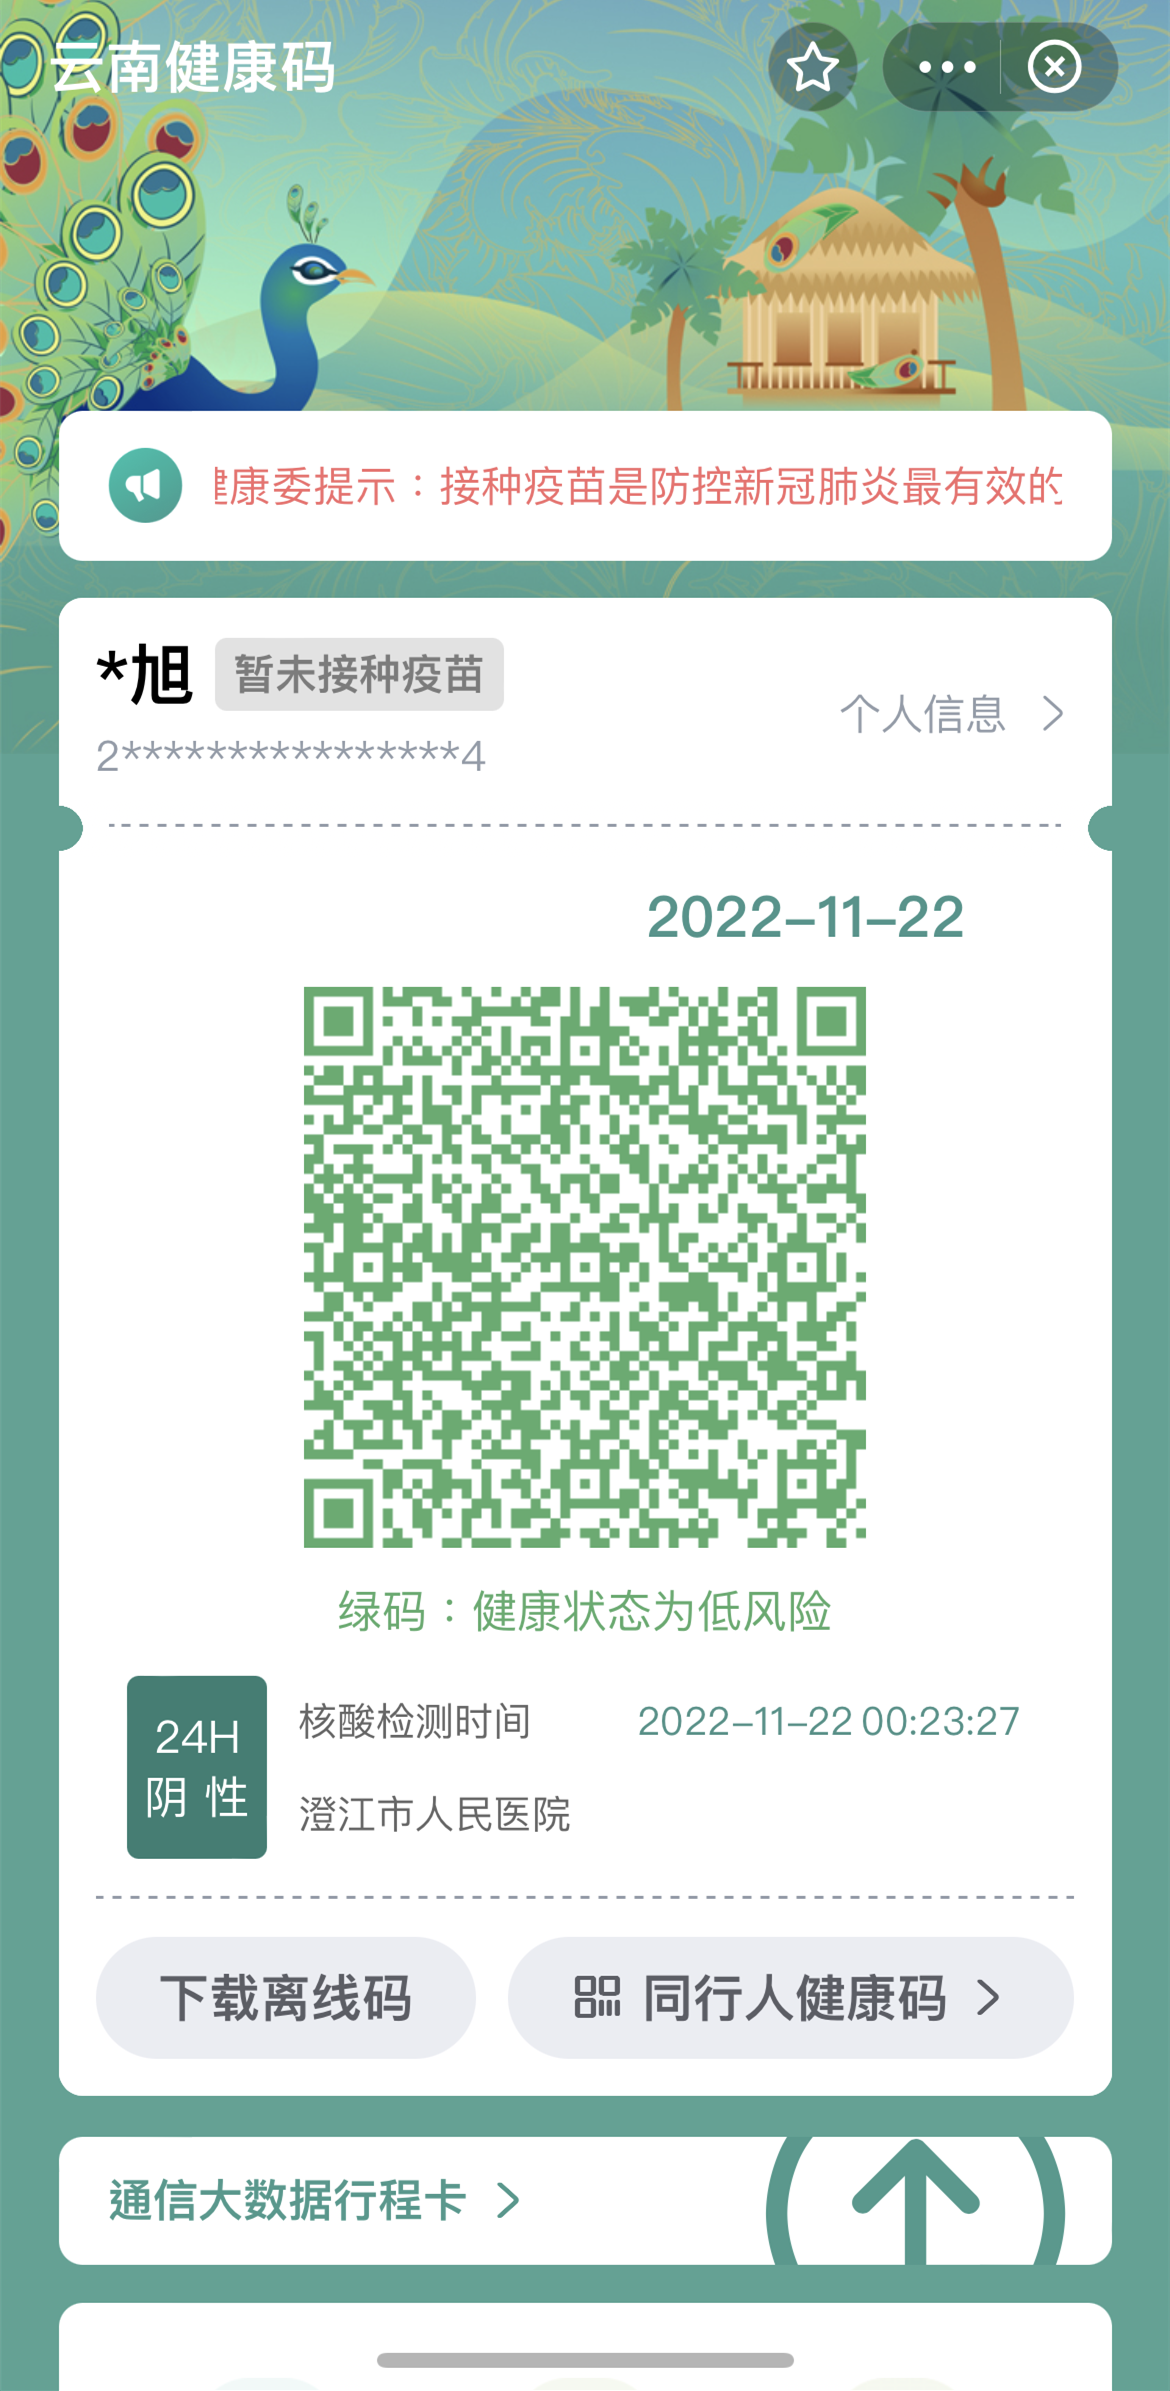 云南健康码
康委提示：接种疫苗是防控新冠肺炎最有效的
*旭 暂未接种疫苗
2****************4
个人信息
2022-11-22
绿码：健康状态为低风险
24H
阴 性
核酸检测时间 2022-11-22 00:23:27
澄江市人民医院
下载离线码
同行人健康码
通信大数据行程卡